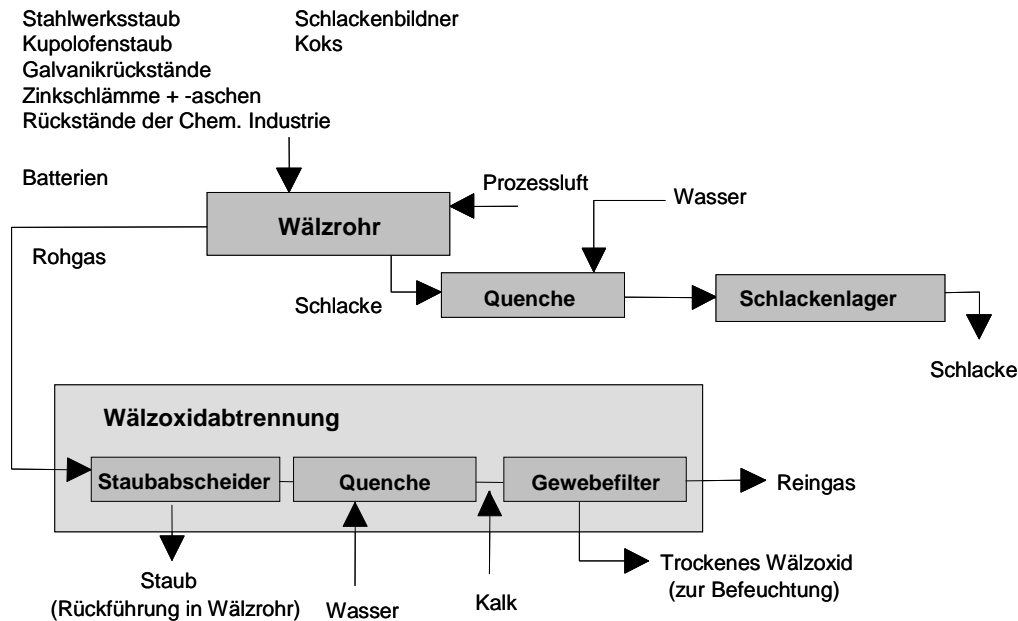 Stahlwerksstaub
Kupolofenstaub
Galvanikrückstände
Zinkschlämme + -aschen
Rückstände der Chem. Industrie
Schlackenbildner
Koks
Batterien
Prozessluft
Wasser
Wälzrohr
Rohgas
Schlacke
Quenche
Schlackenlager
Schlacke
Wälzoxidabtrennung
Staubabscheider
Quenche
Gewebefilter
Reingas
Staub
(Rückführung in Wälzrohr)
Wasser
Kalk
Trockenes Wälzoxid
(zur Befeuchtung)